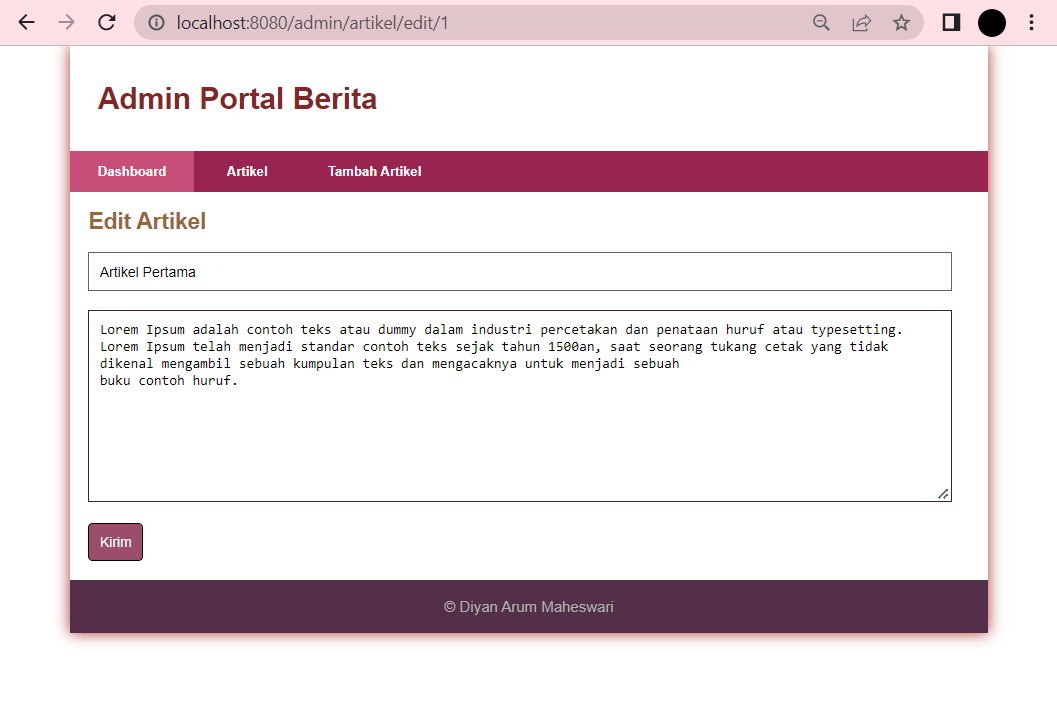 localhost:8080/admin/artikel/edit/1
Admin Portal Berita
Dashboard Artikel Tambah Artikel
Edit Artikel
Artikel Pertama
Lorem Ipsum adalah contoh teks atau dummy dalam industri percetakan dan penataan huruf atau typesetting.
Lorem Ipsum telah menjadi standar contoh teks sejak tahun 1500an, saat seorang tukang cetak yang tidak
dikenal mengambil sebuah kumpulan teks dan mengacaknya untuk menjadi sebuah
buku contoh huruf.
Kirim
© Diyan Arum Maheswari